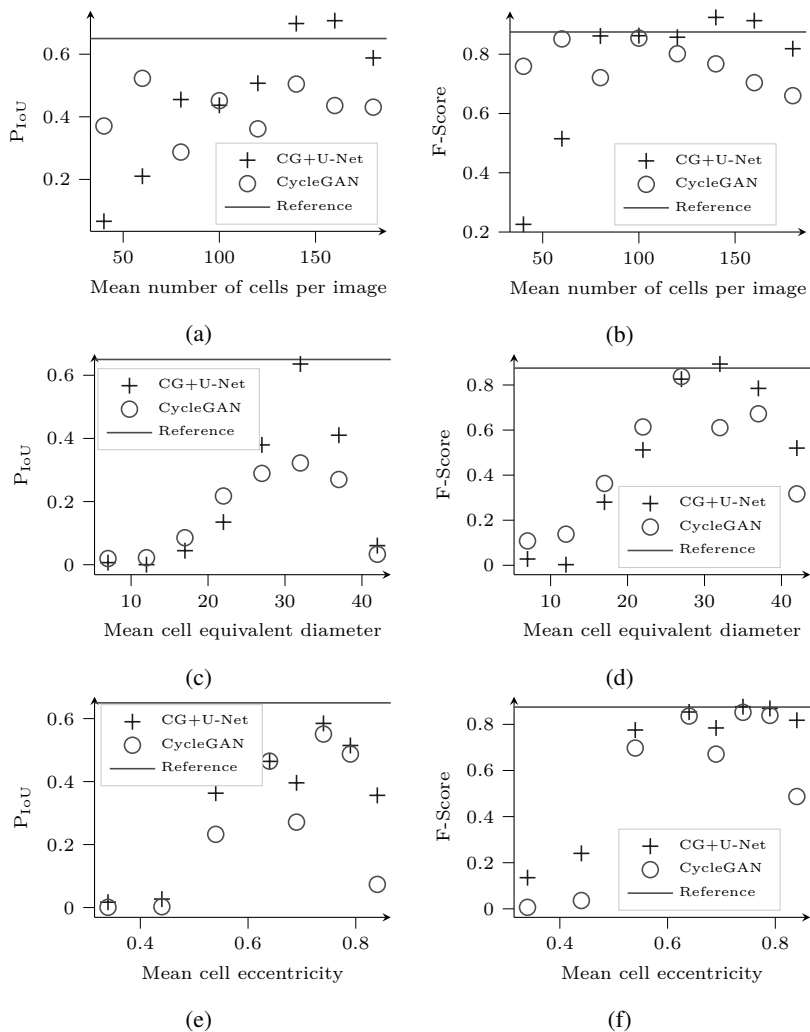 0.6
0.4
0.2
P_IoU
CG+U-Net
CycleGAN
Reference
50
100
150
Mean number of cells per image
(a)
0.8
0.6
0.4
0.2
F-Score
CG+U-Net
CycleGAN
Reference
50
100
150
Mean number of cells per image
(b)
0.6
0.4
0.2
0
P_IoU
CG+U-Net
CycleGAN
Reference
10
20
30
40
Mean cell equivalent diameter
(c)
0.8
0.6
0.4
0.2
0
F-Score
CG+U-Net
CycleGAN
Reference
10
20
30
40
Mean cell equivalent diameter
(d)
0.6
0.4
0.2
0
P_IoU
CG+U-Net
CycleGAN
Reference
0.4
0.6
0.8
Mean cell eccentricity
(e)
0.8
0.6
0.4
0.2
0
F-Score
CG+U-Net
CycleGAN
Reference
0.4
0.6
0.8
Mean cell eccentricity
(f)